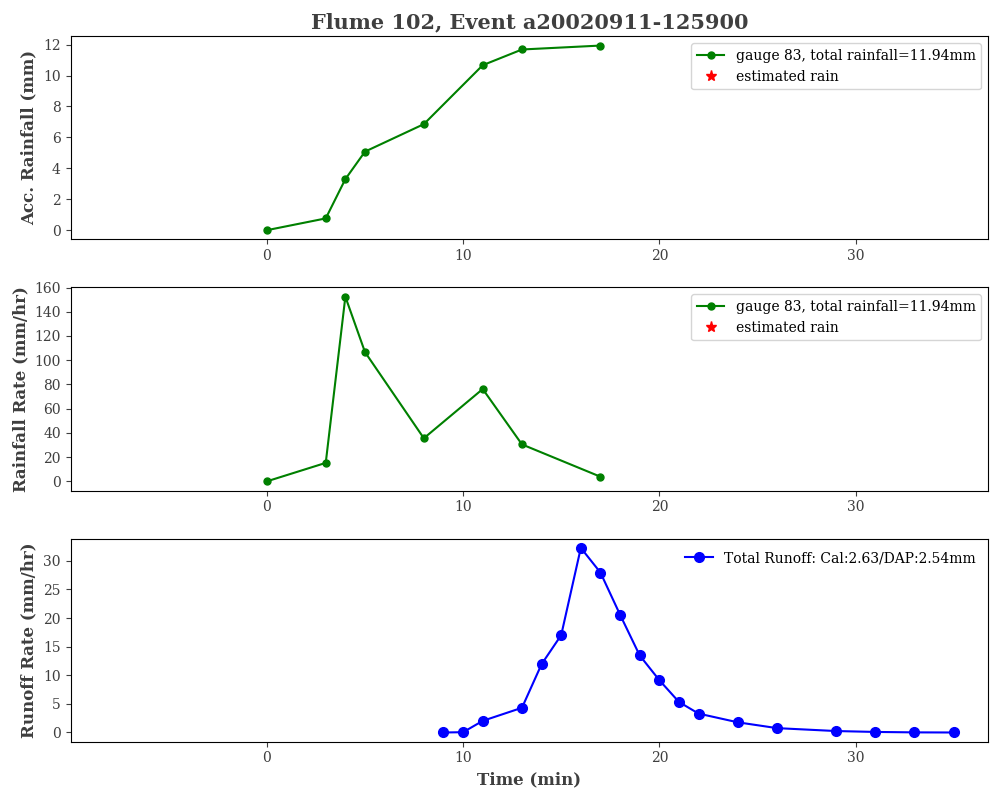 Flume 102, Event a20020911-125900
Acc. Rainfall (mm)
12
10
8
6
4
2
0
gauge 83, total rainfall=11.94mm
estimated rain
0 10 20 30
Rainfall Rate (mm/hr)
160
140
120
100
80
60
40
20
0
gauge 83, total rainfall=11.94mm
estimated rain
0 10 20 30
Runoff Rate (mm/hr)
30
25
20
15
10
5
0
Total Runoff: Cal:2.63/DAP:2.54mm
0 10 20 30
Time (min)